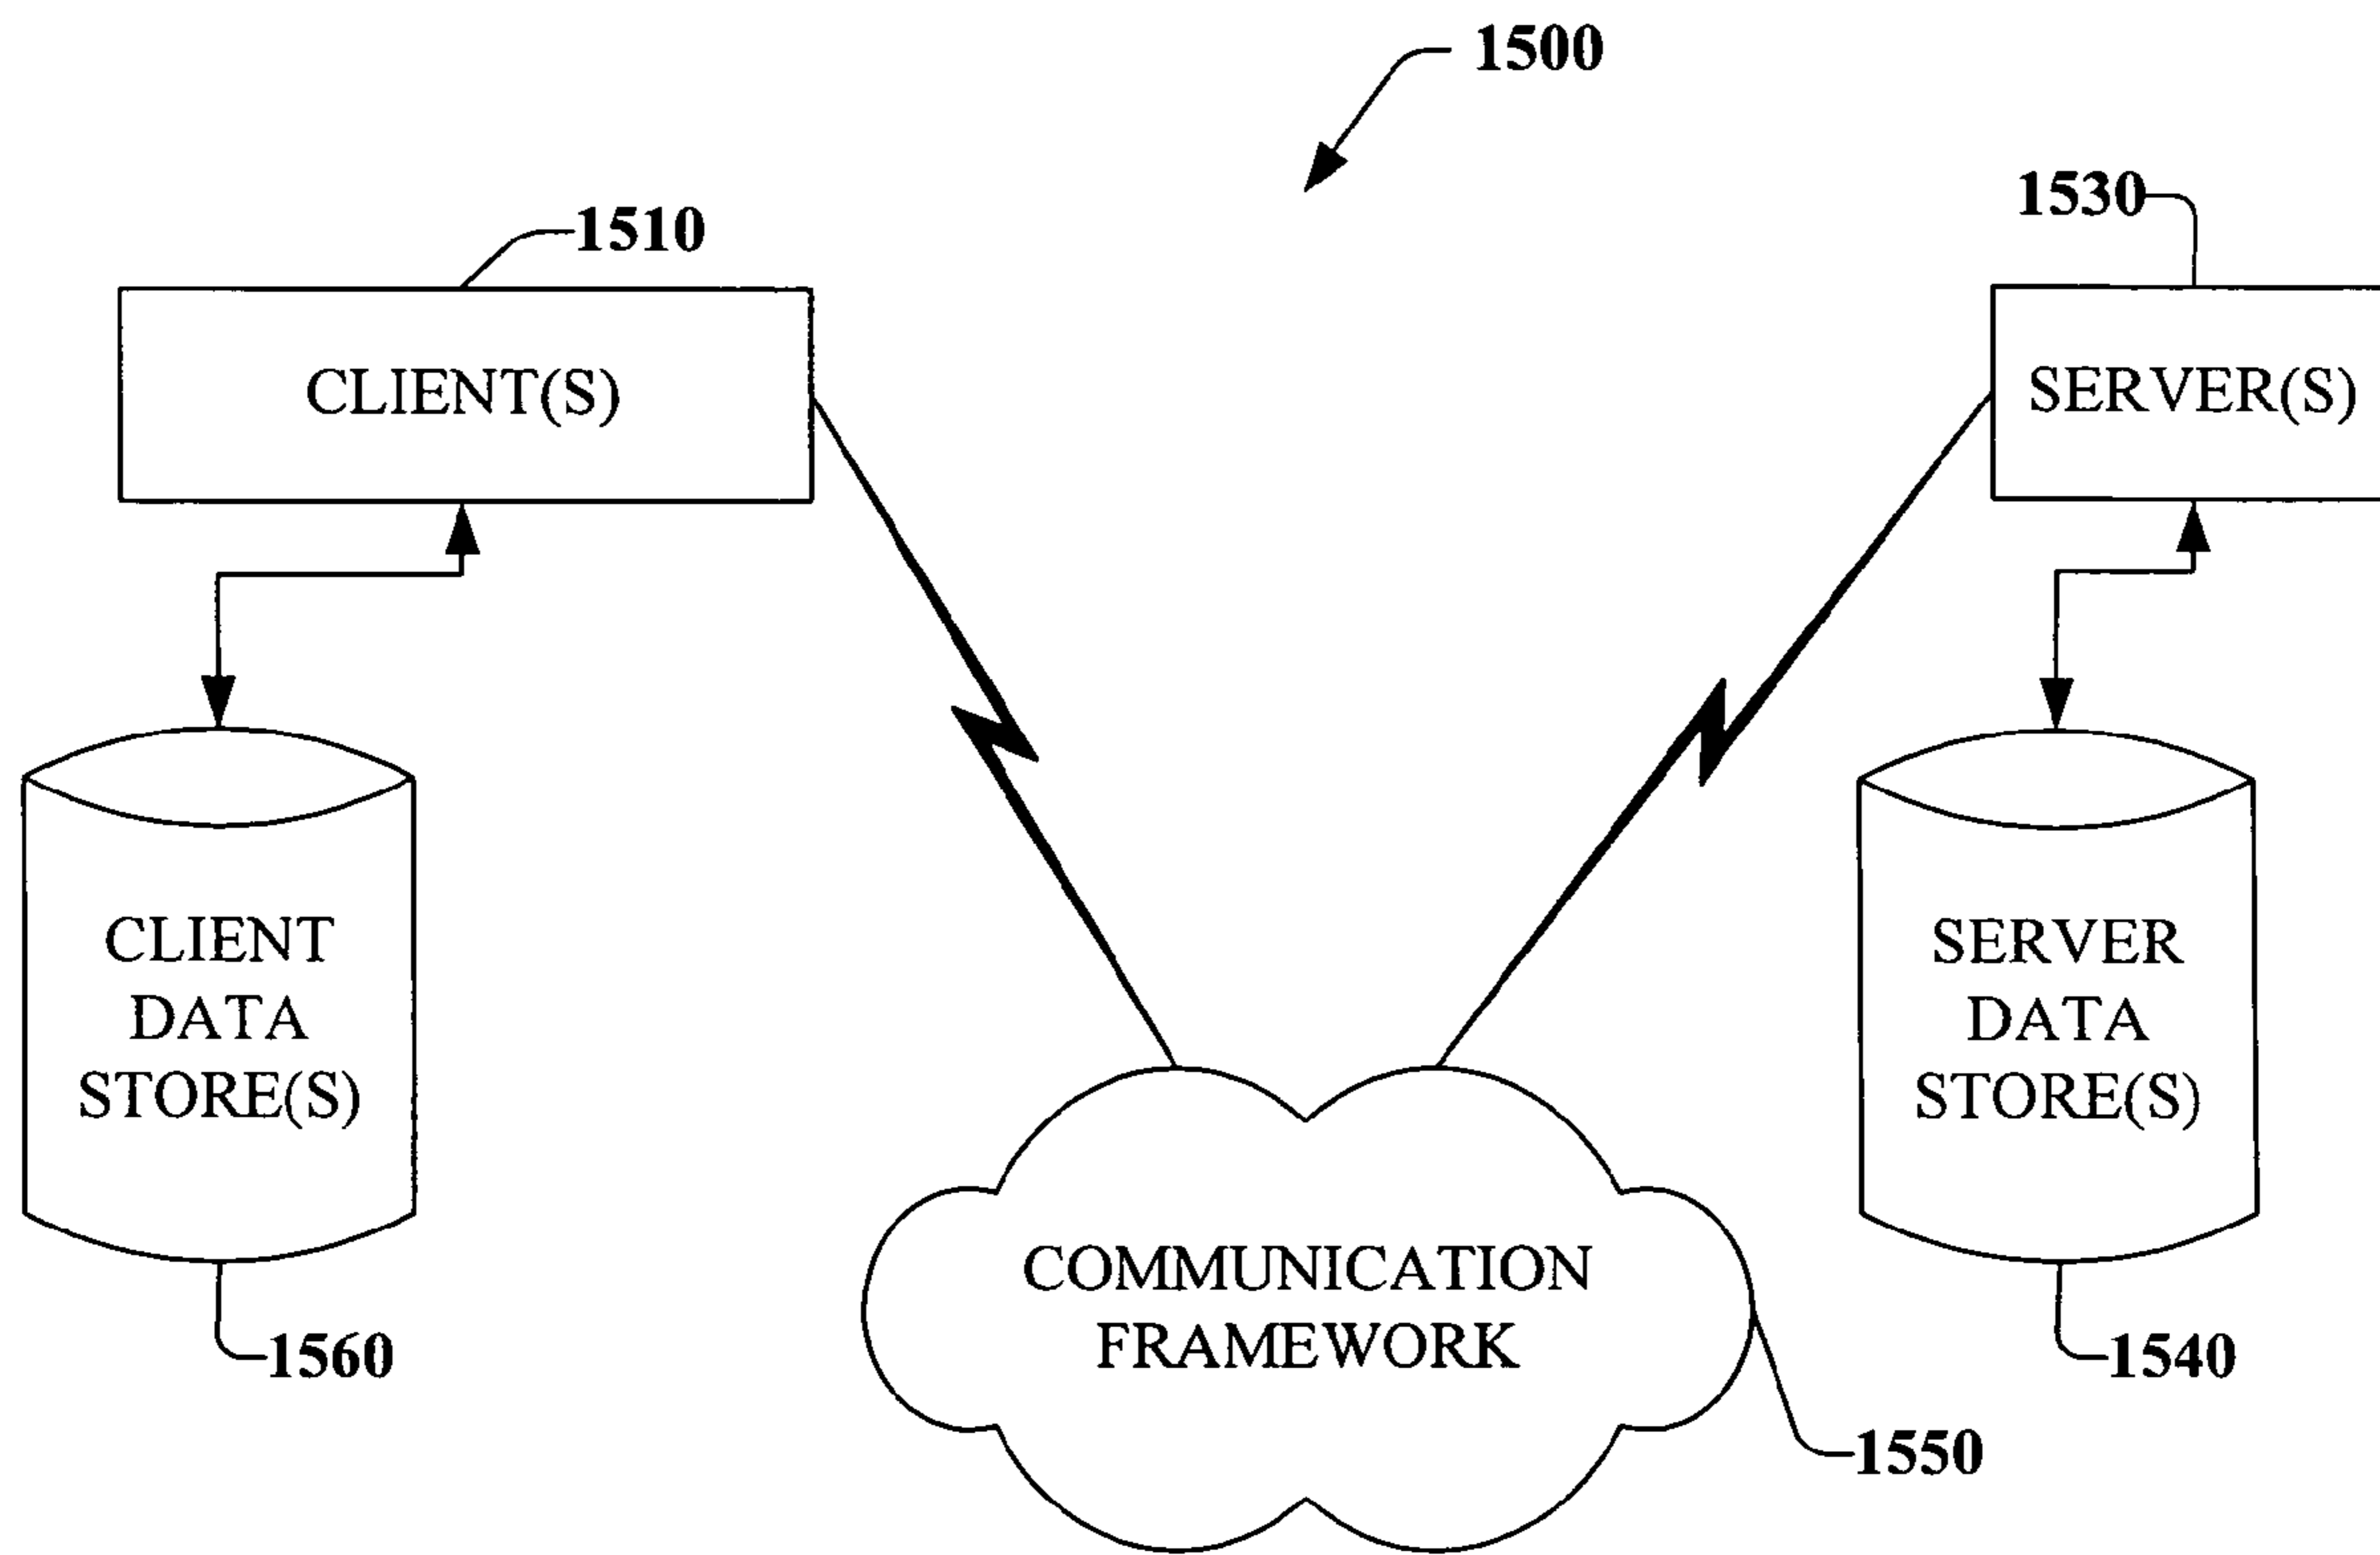 1500
1510
1530
CLIENT(S)
SERVER(S)
CLIENT
DATA
STORE(S)
SERVER
DATA
STORE(S)
COMMUNICATION
FRAMEWORK
1560
1540
1550